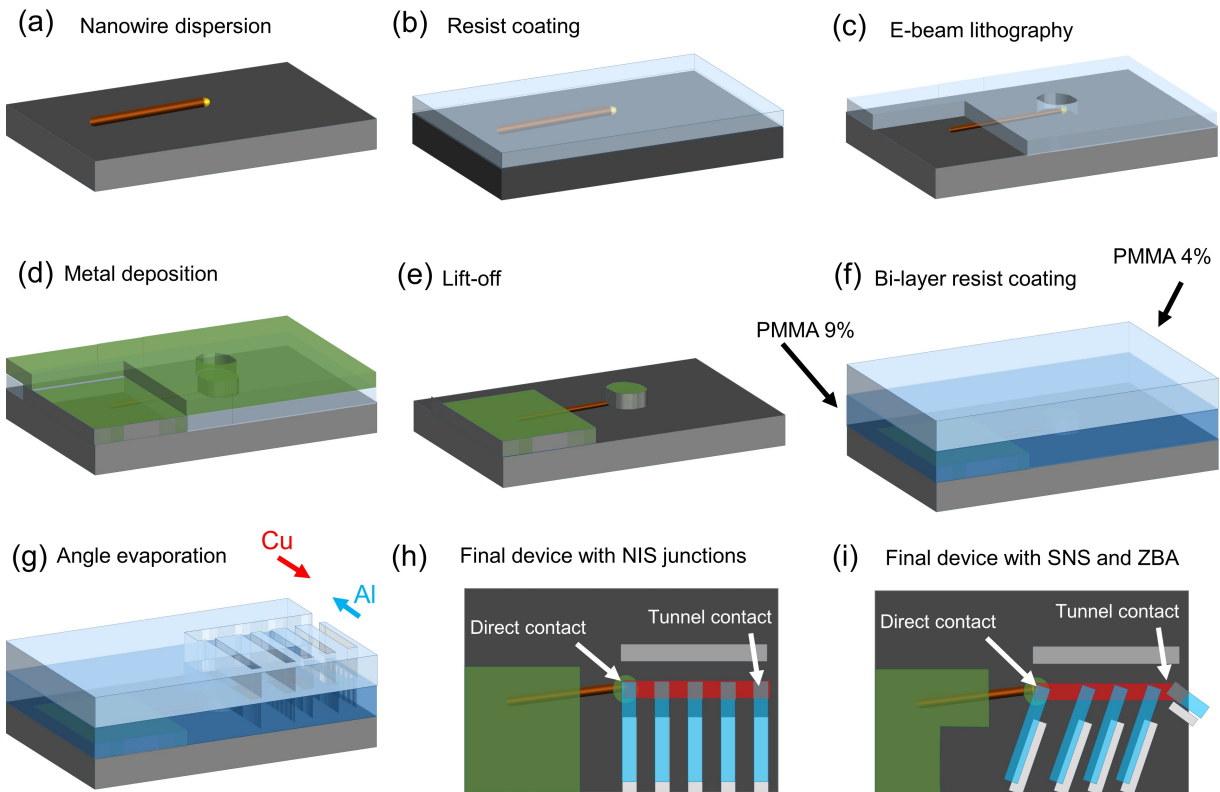 (a) Nanowire dispersion
(b) Resist coating
(c) E-beam lithography
(d) Metal deposition
(e) Lift-off
(f) Bi-layer resist coating
PMMA 4%
PMMA 9%
(g) Angle evaporation
Cu
Al
(h) Final device with NIS junctions
Direct contact
Tunnel contact
(i) Final device with SNS and ZBA
Direct contact
Tunnel contact